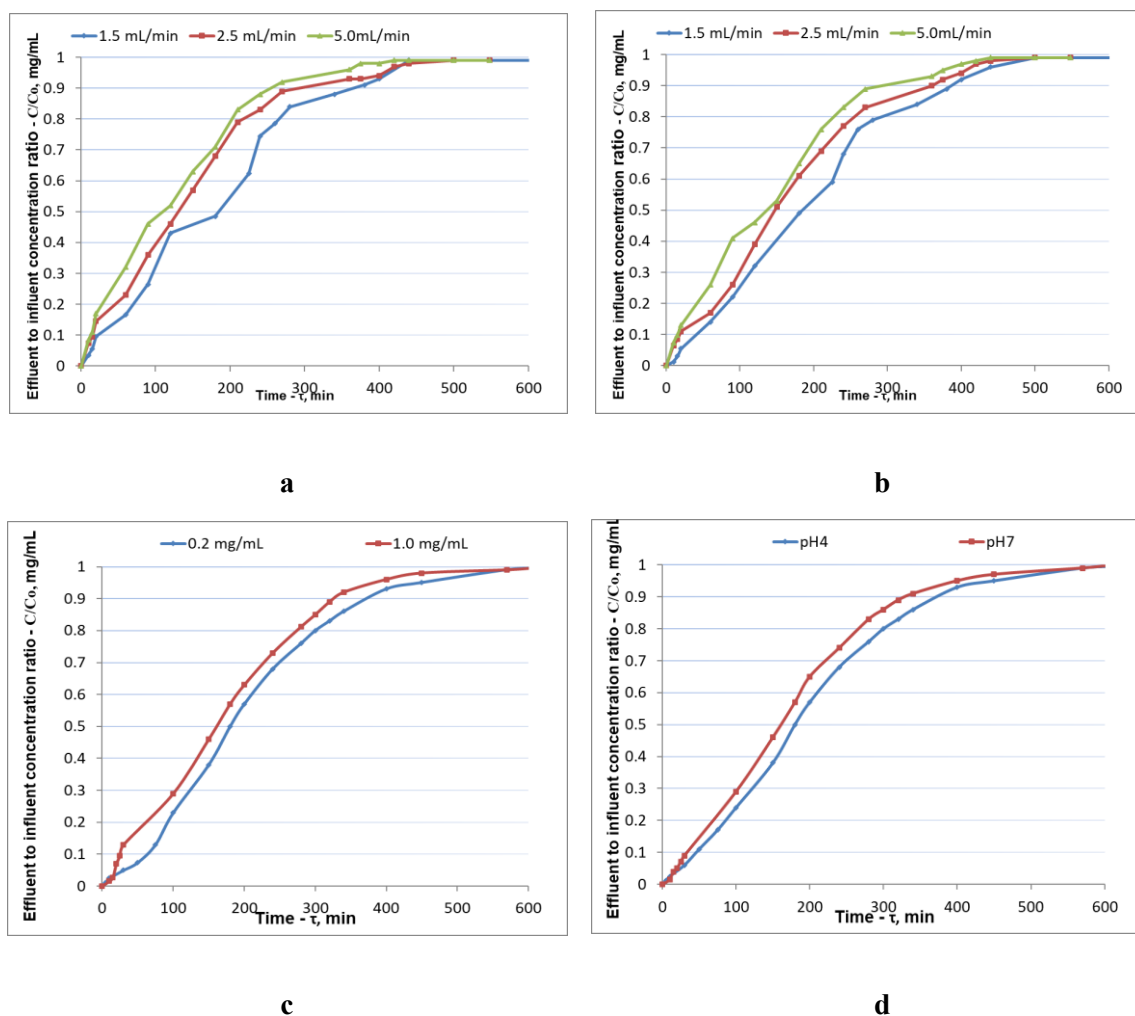 1.5 mL/min 2.5 mL/min 5.0mL/min
Effluent to influent concentration ratio - C/Co, mg/mL
1
0.9
0.8
0.7
0.6
0.5
0.4
0.3
0.2
0.1
0
0 100 200 300 400 500 600
Time - τ, min
a
1.5 mL/min 2.5 mL/min 5.0mL/min
Effluent to influent concentration ratio - C/Co, mg/mL
1
0.9
0.8
0.7
0.6
0.5
0.4
0.3
0.2
0.1
0
0 100 200 300 400 500 600
Time - τ, min
b
0.2 mg/mL 1.0 mg/mL
Effluent to influent concentration ratio - C/Co, mg/mL
1
0.9
0.8
0.7
0.6
0.5
0.4
0.3
0.2
0.1
0
0 100 200 300 400 500 600
Time - τ, min
c
pH4 pH7
Effluent to influent concentration ratio - C/Co, mg/mL
1
0.9
0.8
0.7
0.6
0.5
0.4
0.3
0.2
0.1
0
0 100 200 300 400 500 600
Time - τ, min
d